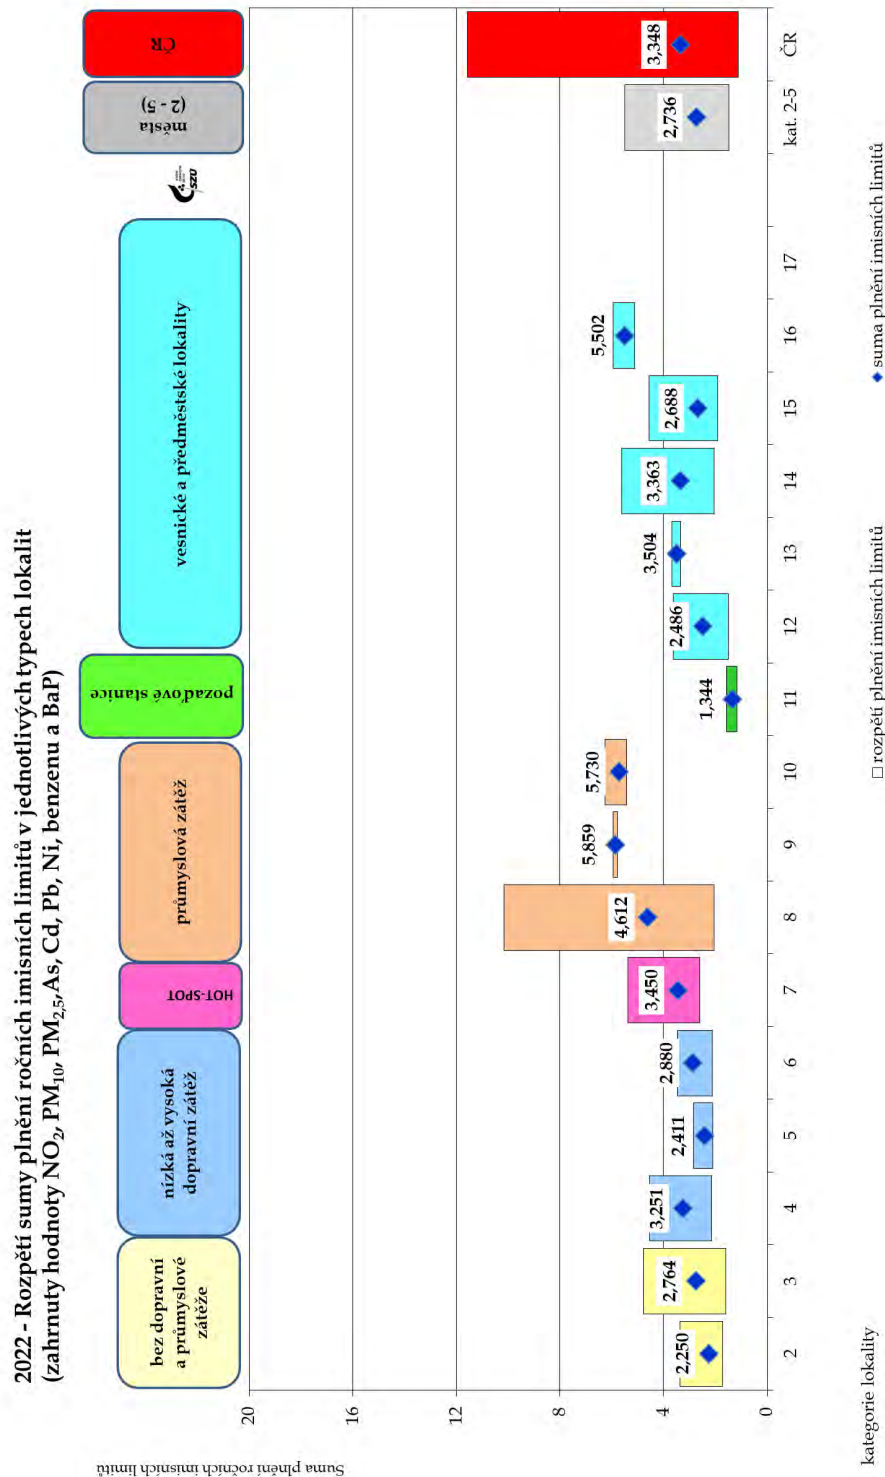 2022 - Rozpětí sumy plnění ročních imisních limitů v jednotlivých typech lokalit
(zahrnuty hodnoty NO₂, PM₁₀, PM₂,₅,As, Cd, Pb, Ni, benzenu a BaP)
bez dopravní
a průmyslové
zátěže
nízká až vysoká
dopravní zátěž
HOT-SPOT
průmyslová zátěž
pozaďové stanice
vesnické a předměstské lokality
SZÚ
města
(2 - 5)
ČR
Suma plnění ročních imisních limitů
20
16
12
8
4
0
2,250
2,764
3,251
2,411
2,880
3,450
4,612
5,859
5,730
1,344
2,486
3,504
3,363
2,688
5,502
2,736
3,348
2
3
4
5
6
7
8
9
10
11
12
13
14
15
16
17
kat. 2-5
ČR
kategorie lokality
rozpětí plnění imisních limitů
suma plnění imisních limitů